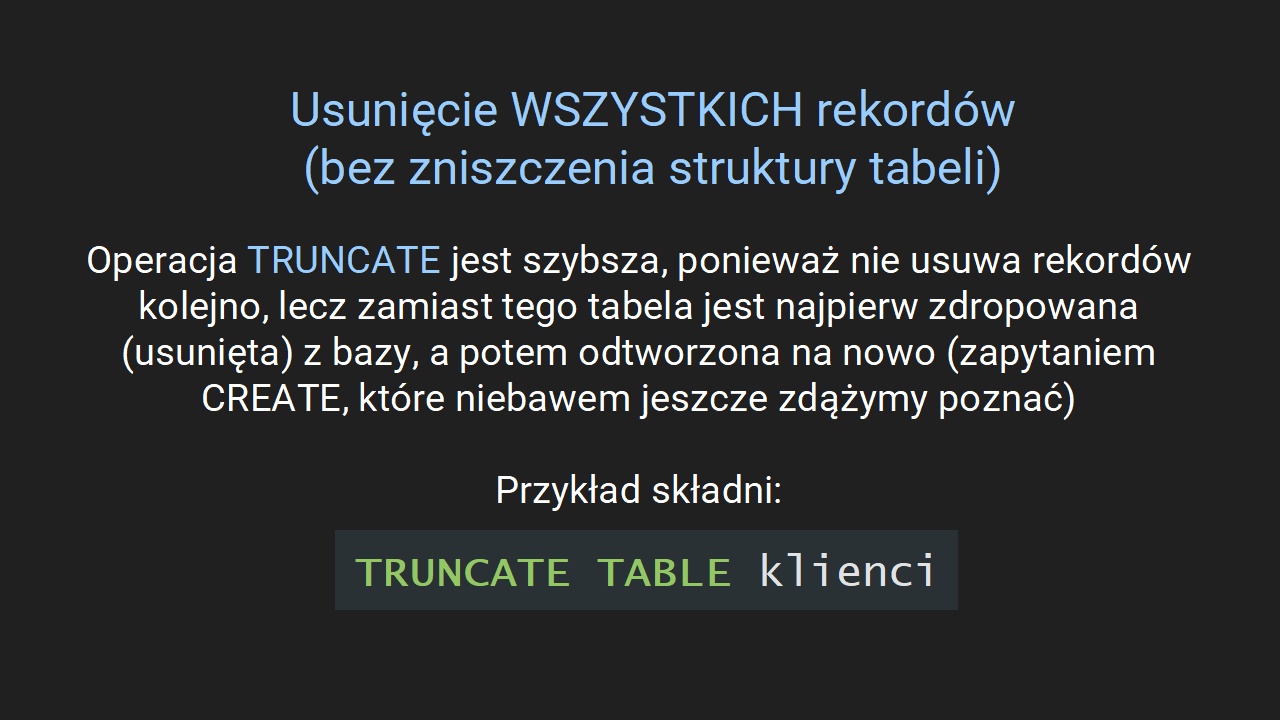 Usunięcie WSZYSTKICH rekordów
(bez zniszczenia struktury tabeli)
Operacja TRUNCATE jest szybsza, ponieważ nie usuwa rekordów
kolejno, lecz zamiast tego tabela jest najpierw zdropowana
(usunięta) z bazy, a potem odtworzona na nowo (zapytaniem
CREATE, które niebawem jeszcze zdążymy poznać)
Przykład składni:
TRUNCATE TABLE klienci